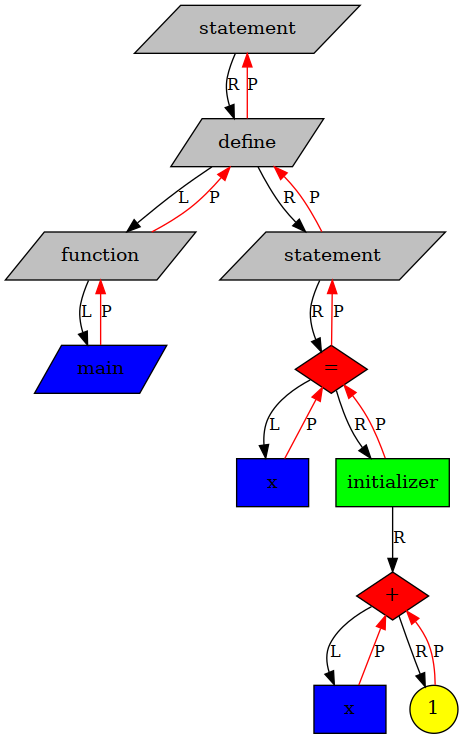 statement
R P
define
L P R P
function statement
L P R P
main =
L P R P
x initializer
R
+
L P R P
x 1